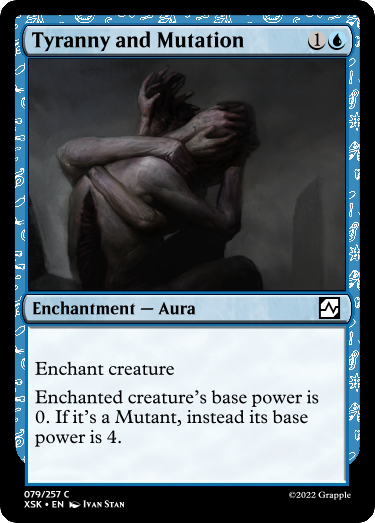 Tyranny and Mutation 1
Enchantment — Aura
Enchant creature
Enchanted creature's base power is
0. If it's a Mutant, instead its base
power is 4.
079/257 C
XSK • EN Ivan Stan
©2022 Grapple